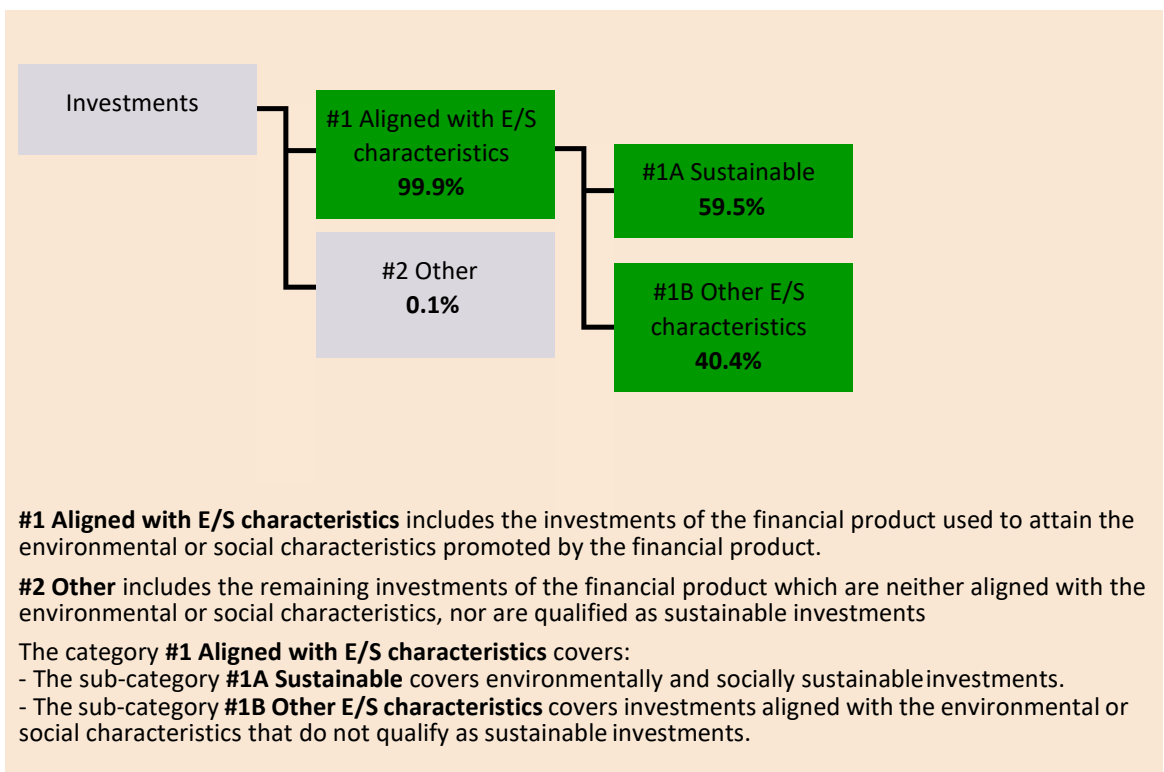 Investments
#1 Aligned with E/S
characteristics
99.9%
#1A Sustainable
59.5%
#2 Other
0.1%
#1B Other E/S
characteristics
40.4%
#1 Aligned with E/S characteristics includes the investments of the financial product used to attain the
environmental or social characteristics promoted by the financial product.
#2 Other includes the remaining investments of the financial product which are neither aligned with the
environmental or social characteristics, nor are qualified as sustainable investments
The category #1 Aligned with E/S characteristics covers:
- The sub-category #1A Sustainable covers environmentally and socially sustainable investments.
- The sub-category #1B Other E/S characteristics covers investments aligned with the environmental or
social characteristics that do not qualify as sustainable investments.